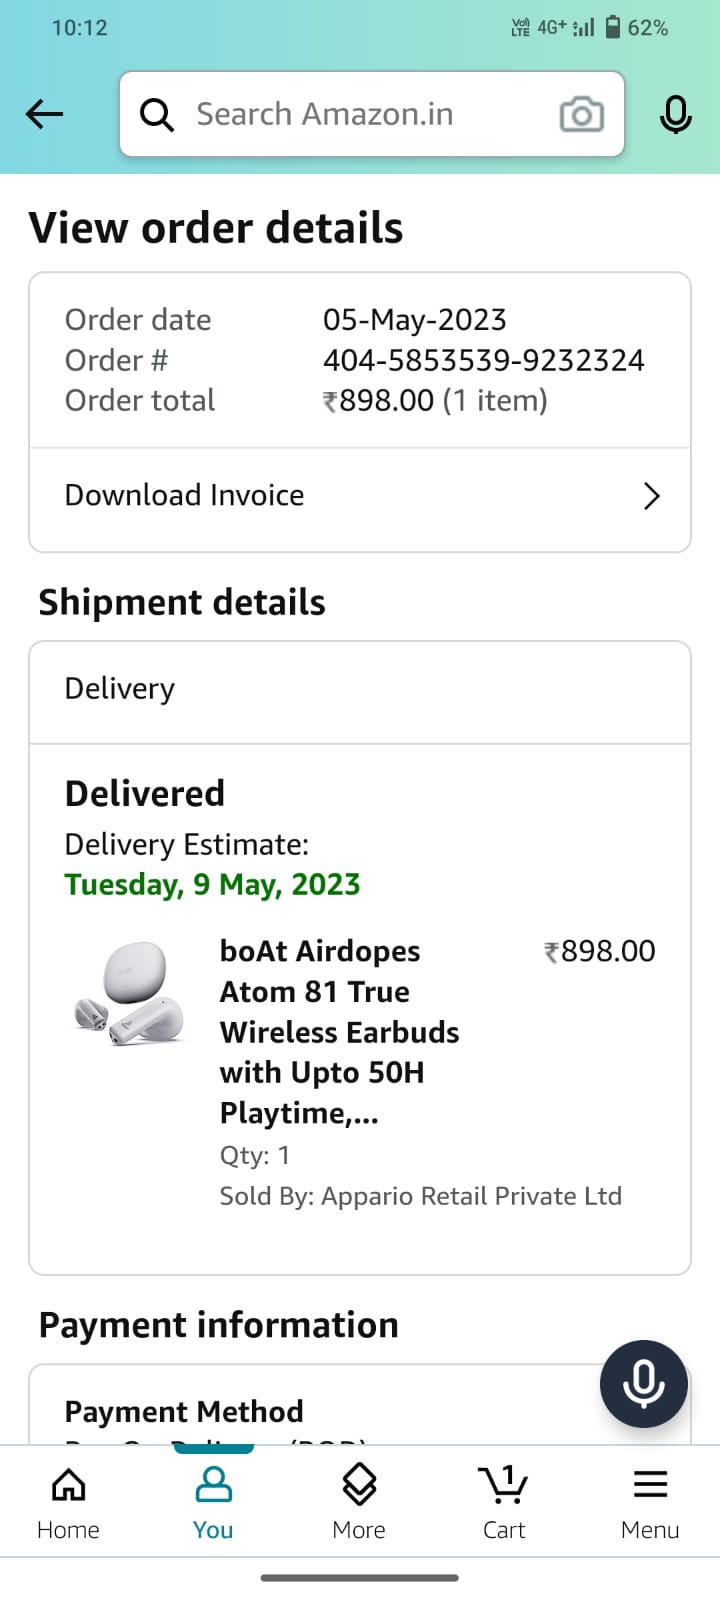 10:12
Vo) LTE 4G+ 62%
Search Amazon.in
View order details
Order date 05-May-2023
Order # 404-5853539-9232324
Order total ₹898.00 (1 item)
Download Invoice
Shipment details
Delivery
Delivered
Delivery Estimate:
Tuesday, 9 May, 2023
boAt Airdopes ₹898.00
Atom 81 True
Wireless Earbuds
with Upto 50H
Playtime,...
Qty: 1
Sold By: Appario Retail Private Ltd
Payment information
Payment Method
1
Home You More Cart Menu